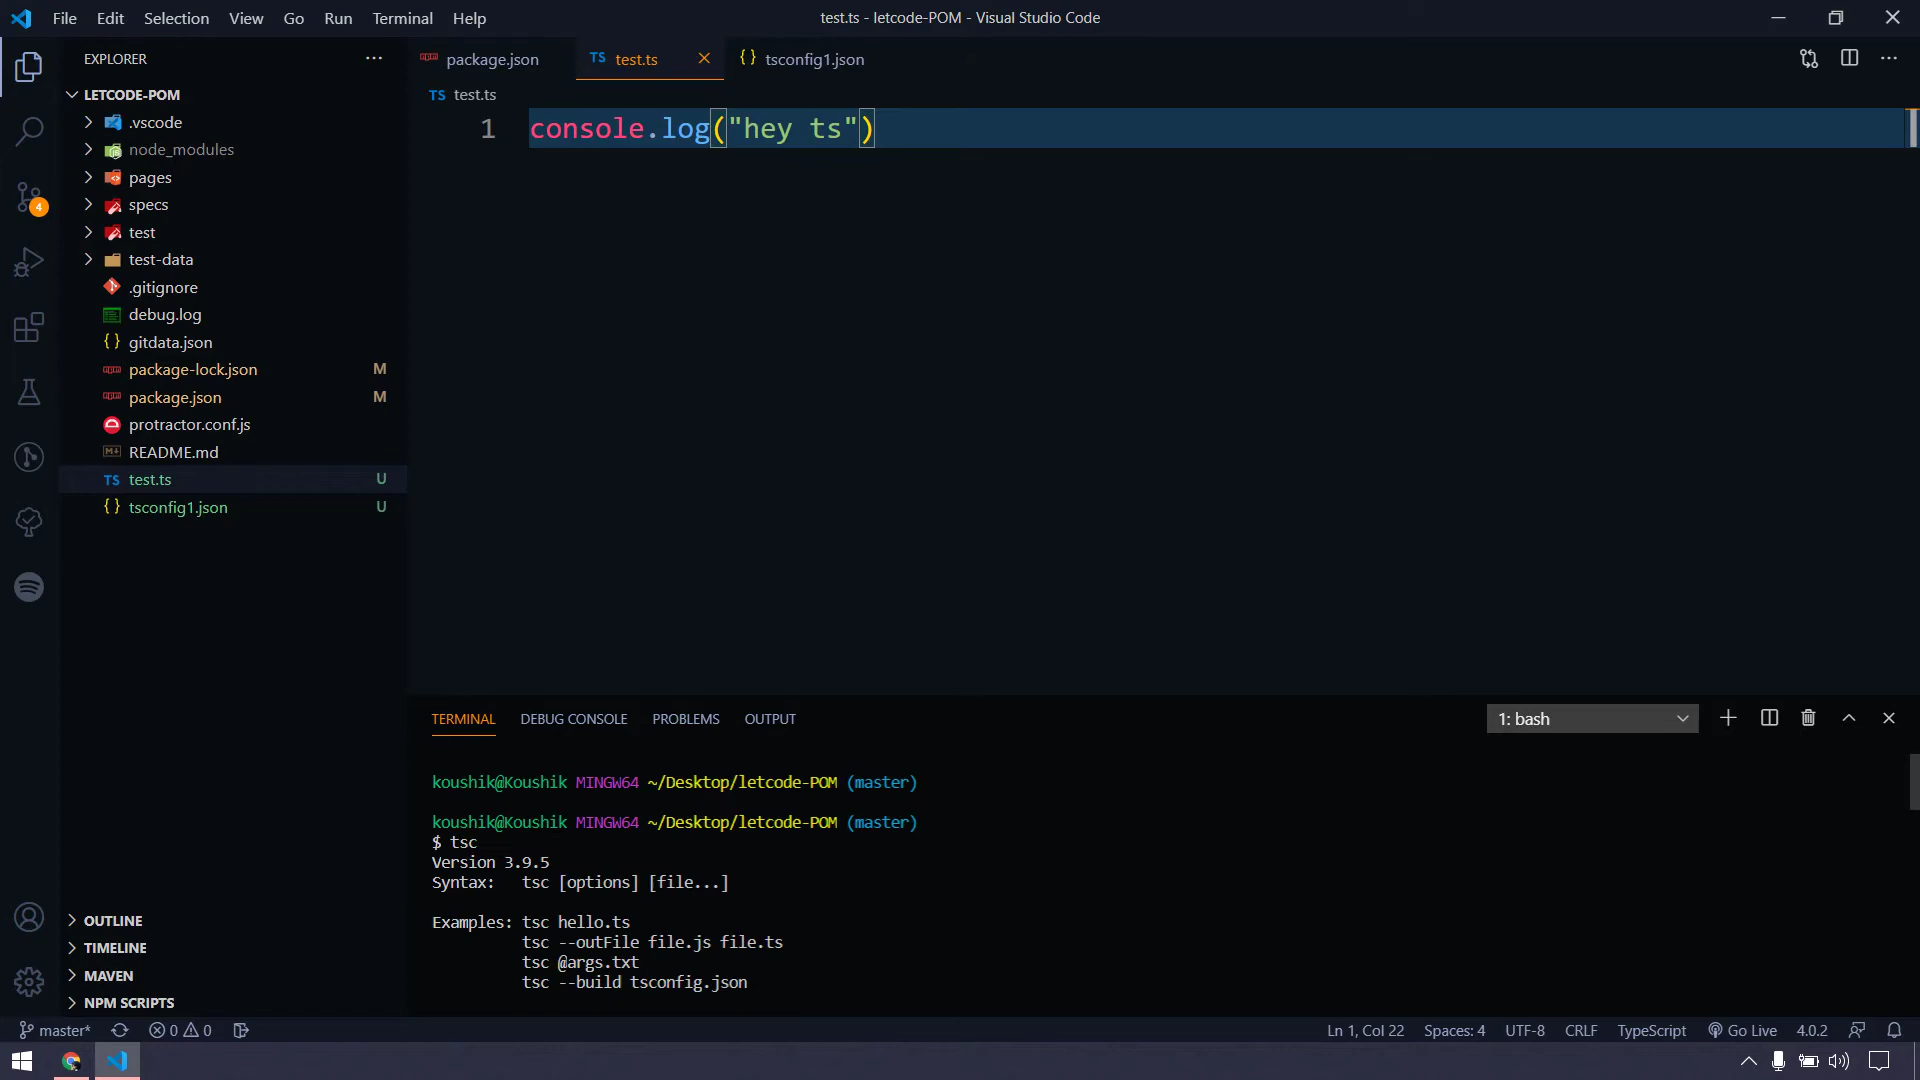 File Edit Selection View Go Run Terminal Help
test.ts - letcode-POM - Visual Studio Code
EXPLORER
LETCODE-POM
.vscode
node_modules
pages
specs
test
test-data
.gitignore
debug.log
gitdata.json
package-lock.json M
package.json M
protractor.conf.js
README.md
TS test.ts U
{} tsconfig1.json U
OUTLINE
TIMELINE
MAVEN
NPM SCRIPTS
4
package.json
TS test.ts
{} tsconfig1.json
TS test.ts
1 console.log("hey ts")
TERMINAL DEBUG CONSOLE PROBLEMS OUTPUT
1: bash
koushik@Koushik MINGW64 ~/Desktop/letcode-POM (master)
koushik@Koushik MINGW64 ~/Desktop/letcode-POM (master)
$ tsc
Version 3.9.5
Syntax: tsc [options] [file...]
Examples: tsc hello.ts
tsc --outFile file.js file.ts
tsc @args.txt
tsc --build tsconfig.json
master* 0 0
Ln 1, Col 22 Spaces: 4 UTF-8 CRLF TypeScript Go Live 4.0.2